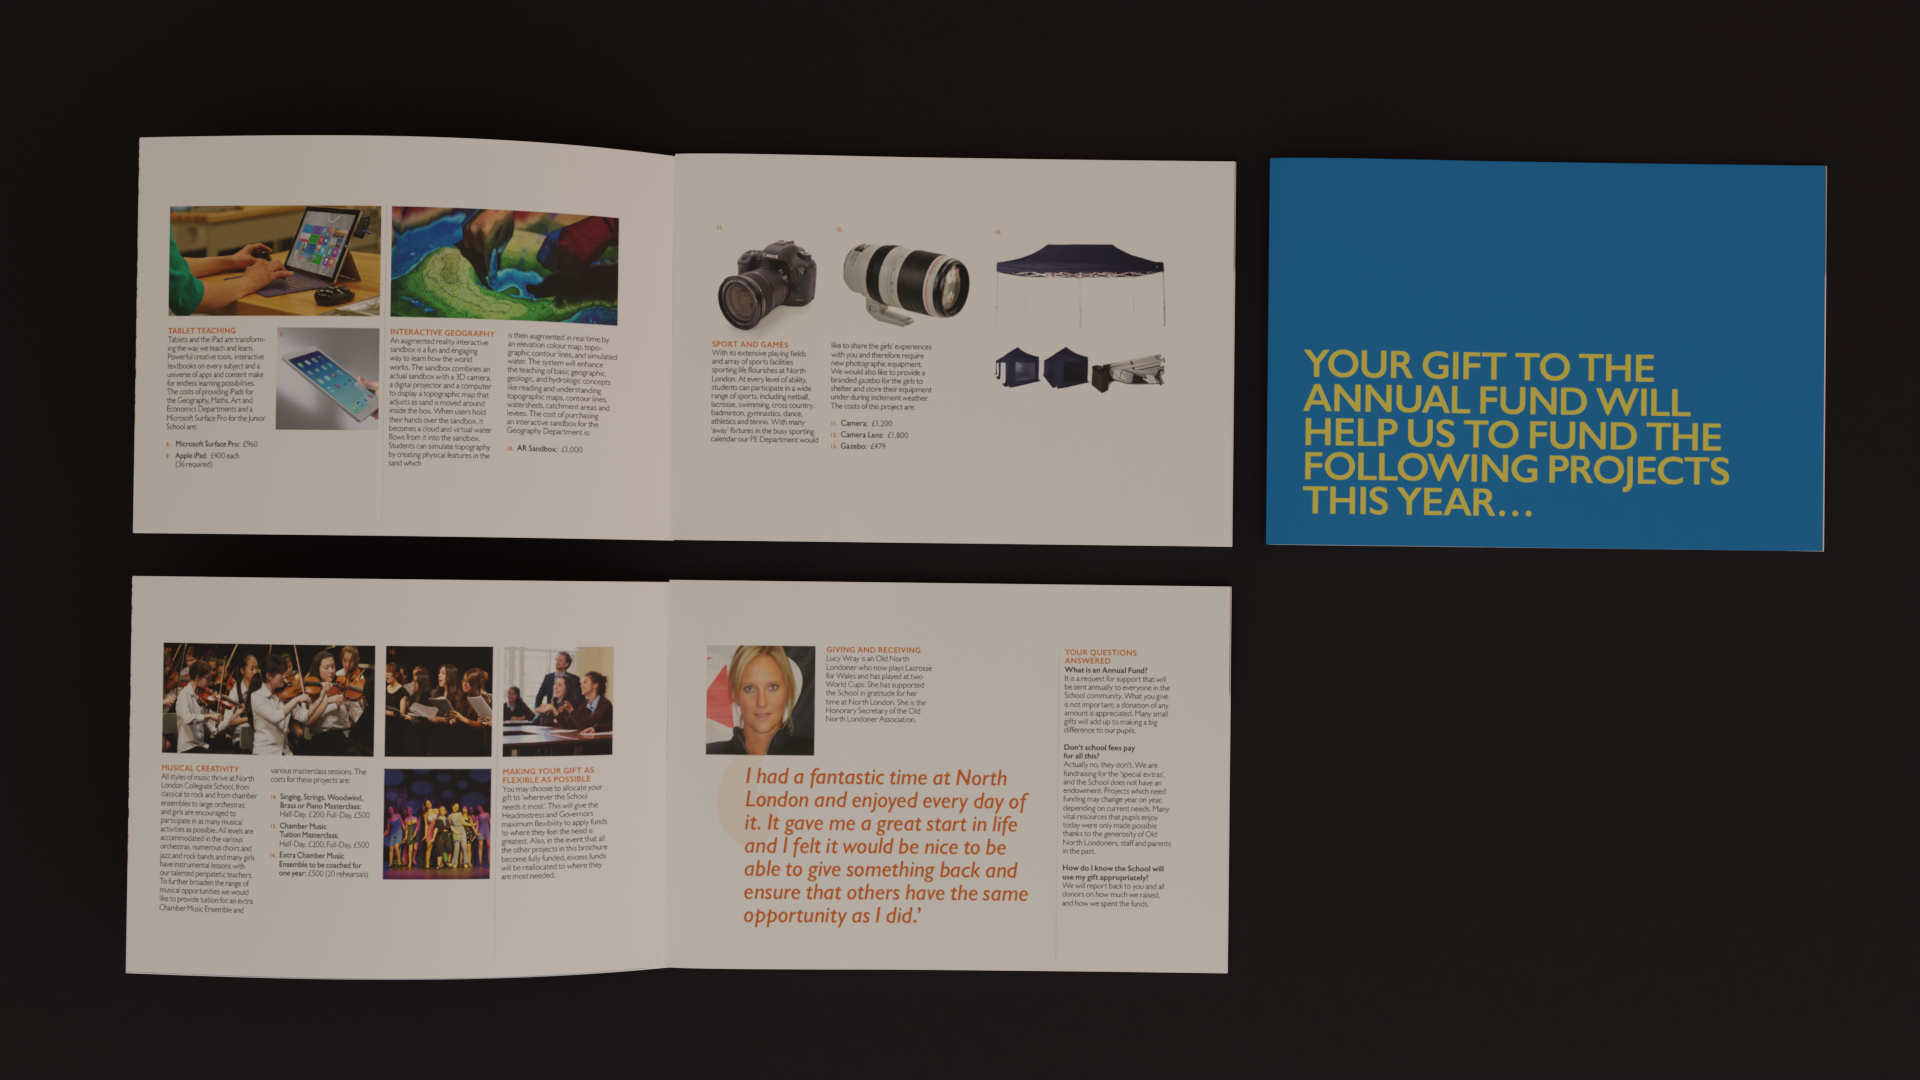 TABLET TEACHING
Tablets and the iPad are transform-
ing the way we teach and learn.
Powerful creative tools, interactive
textbooks on every subject and a
universe of apps and content make
for endless learning possibilities.
The costs of providing iPads for
the Geography, Maths, Art and
Economics Departments and a
Microsoft Surface Pro for the Junior
School are:
8. Microsoft Surface Pro: £960
9. Apple iPad: £400 each
(36 required)
INTERACTIVE GEOGRAPHY
An augmented reality interactive
sandbox is a fun and engaging
way to learn how the world
works. The sandbox combines an
actual sandbox with a 3D camera,
a digital projector and a computer
to display a topographic map that
adjusts as sand is moved around
inside the box. When users hold
their hands over the sandbox, it
becomes a cloud and virtual water
flows from it into the sandbox.
Students can simulate topography
by creating physical features in the
sand which
is then augmented in real time by
an elevation colour map, topo-
graphic contour lines, and simulated
water. The system will enhance
the teaching of basic geographic,
geologic, and hydrologic concepts
like reading and understanding
topographic maps, contour lines,
watersheds, catchment areas and
levees. The cost of purchasing
an interactive sandbox for the
Geography Department is:
10. AR Sandbox: £1,000
11.
12.
13.
Canon
SPORT AND GAMES
With its extensive playing fields
and array of sports facilities
sporting life flourishes at North
London. At every level of ability,
students can participate in a wide
range of sports, including netball,
lacrosse, swimming, cross country,
badminton, gymnastics, dance,
athletics and tennis. With many
'away' fixtures in the busy sporting
calendar our PE Department would
like to share the girls' experiences
with you and therefore require
new photographic equipment.
We would also like to provide a
branded gazebo for the girls to
shelter and store their equipment
under during inclement weather.
The costs of this project are:
11. Camera: £1,200
12. Camera Lens: £1,800
13. Gazebo: £479
YOUR GIFT TO THE
ANNUAL FUND WILL
HELP US TO FUND THE
FOLLOWING PROJECTS
THIS YEAR...
MUSICAL CREATIVITY
All styles of music thrive at North
London Collegiate School, from
classical to rock and from chamber
ensembles to large orchestras;
and girls are encouraged to
participate in as many musical
activities as possible. All levels are
accommodated in the various
orchestras, numerous choirs and
jazz and rock bands and many girls
have instrumental lessons with
our talented peripatetic teachers.
To further broaden the range of
musical opportunities we would
like to provide tuition for an extra
Chamber Music Ensemble and
various masterclass sessions. The
costs for these projects are:
14. Singing, Strings, Woodwind,
Brass or Piano Masterclass:
Half-Day, £200; Full-Day, £500
15. Chamber Music
Tuition Masterclass:
Half-Day, £200; Full-Day, £500
16. Extra Chamber Music
Ensemble to be coached for
one year: £500 (20 rehearsals)
15.
MAKING YOUR GIFT AS
FLEXIBLE AS POSSIBLE
You may choose to allocate your
gift to 'wherever the School
needs it most'. This will give the
Headmistress and Governors
maximum flexibility to apply funds
to where they feel the need is
greatest. Also, in the event that all
the other projects in this brochure
become fully funded, excess funds
will be reallocated to where they
are most needed.
GIVING AND RECEIVING
Lucy Wray is an Old North
Londoner who now plays Lacrosse
for Wales and has played at two
World Cups. She has supported
the School in gratitude for her
time at North London. She is the
Honorary Secretary of the Old
North Londoner Association.
I had a fantastic time at North
London and enjoyed every day of
it. It gave me a great start in life
and I felt it would be nice to be
able to give something back and
ensure that others have the same
opportunity as I did.'
YOUR QUESTIONS
ANSWERED
What is an Annual Fund?
It is a request for support that will
be sent annually to everyone in the
School community. What you give
is not important; a donation of any
amount is appreciated. Many small
gifts will add up to making a big
difference to our pupils.
Don't school fees pay
for all this?
Actually no, they don't. We are
fundraising for the 'special extras',
and the School does not have an
endowment. Projects which need
funding may change year on year,
depending on current needs. Many
vital resources that pupils enjoy
today were only made possible
thanks to the generosity of Old
North Londoners, staff and parents
in the past.
How do I know the School will
use my gift appropriately?
We will report back to you and all
donors on how much we raised,
and how we spent the funds.